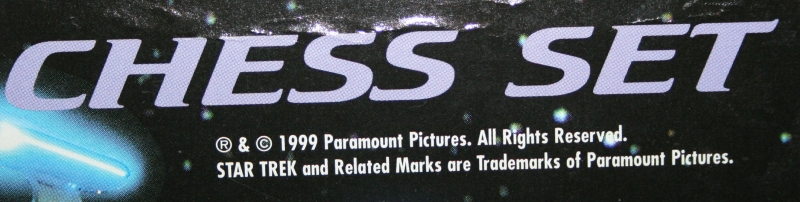 CHESS SET
® & © 1999 Paramount Pictures. All Rights Reserved.
STAR TREK and Related Marks are Trademarks of Paramount Pictures.